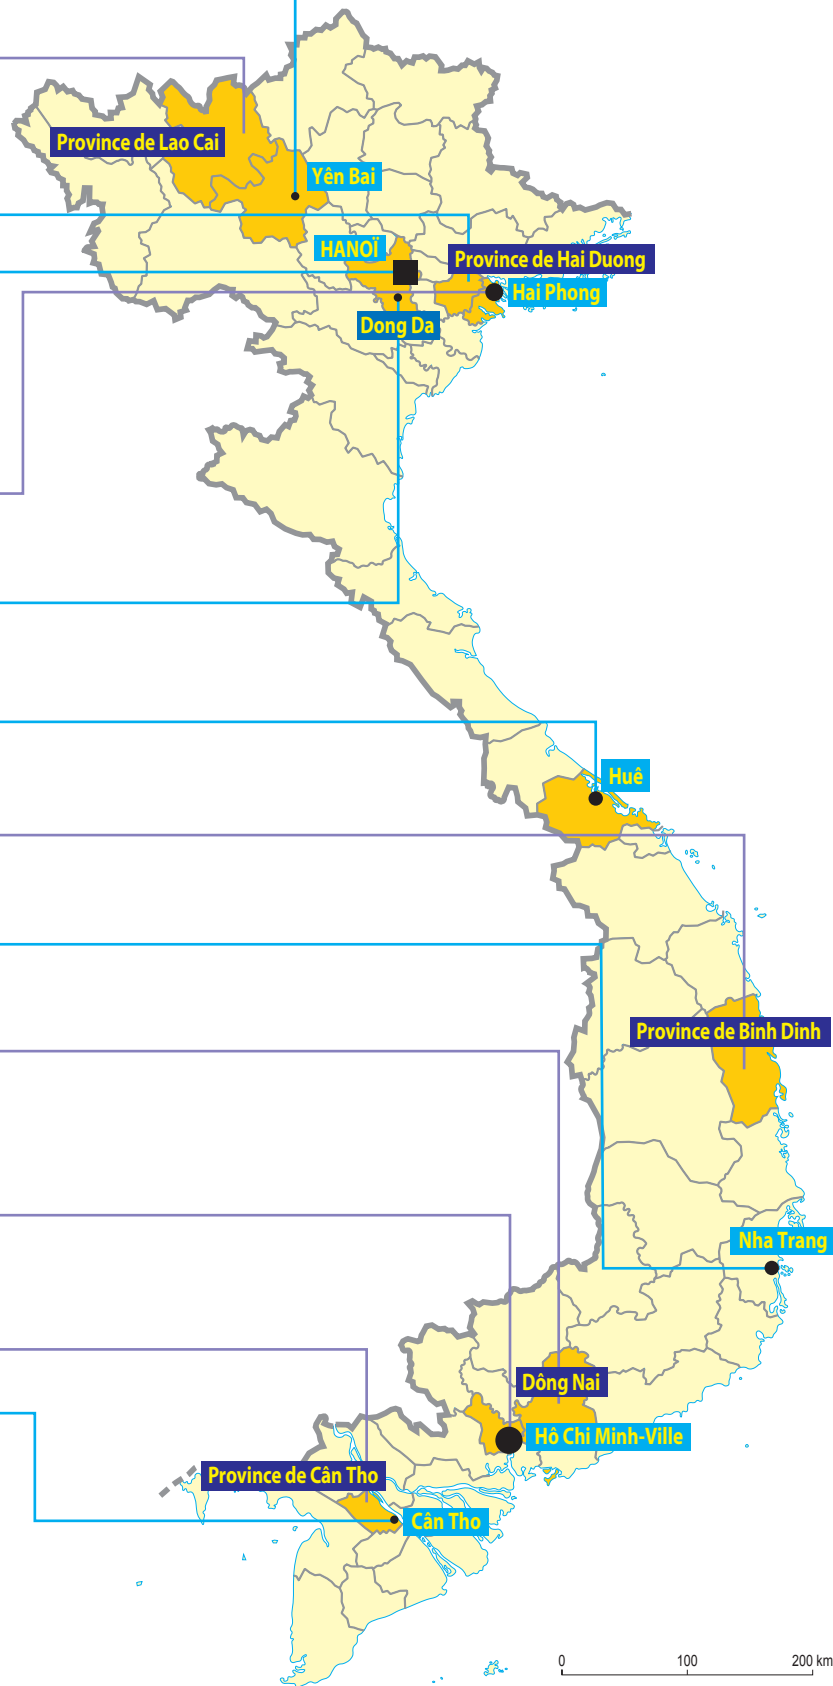 Province de Lao Cai
Yên Bai
HANOÏ
Province de Hai Duong
Hai Phong
Dong Da
Huê
Province de Binh Dinh
Nha Trang
Dông Nai
Hô Chi Minh-Ville
Province de Cân Tho
Cân Tho
0 100 200 km